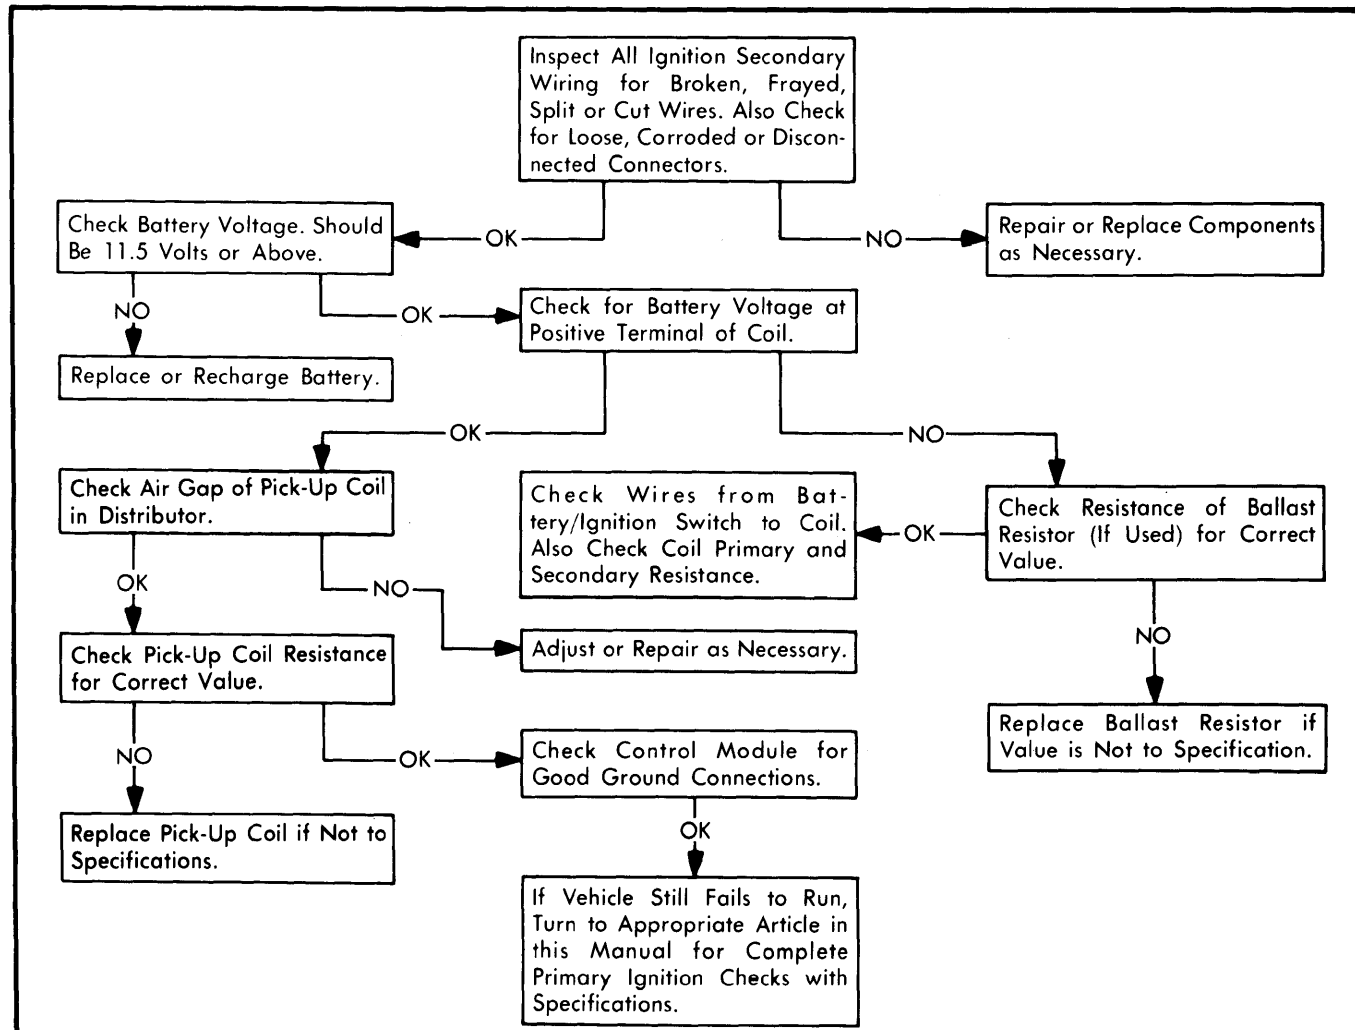 Inspect All Ignition Secondary
Wiring for Broken, Frayed,
Split or Cut Wires. Also Check
for Loose, Corroded or Discon-
nected Connectors.
Check Battery Voltage. Should
Be 11.5 Volts or Above.
OK
NO
Repair or Replace Components
as Necessary.
NO
OK
Check for Battery Voltage at
Positive Terminal of Coil.
Replace or Recharge Battery.
OK
NO
Check Air Gap of Pick-Up Coil
in Distributor.
Check Wires from Bat-
tery/Ignition Switch to Coil.
Also Check Coil Primary and
Secondary Resistance.
OK
Check Resistance of Ballast
Resistor (If Used) for Correct
Value.
OK
NO
NO
Check Pick-Up Coil Resistance
for Correct Value.
Adjust or Repair as Necessary.
Replace Ballast Resistor if
Value is Not to Specification.
NO
OK
Check Control Module for
Good Ground Connections.
Replace Pick-Up Coil if Not to
Specifications.
OK
If Vehicle Still Fails to Run,
Turn to Appropriate Article in
this Manual for Complete
Primary Ignition Checks with
Specifications.